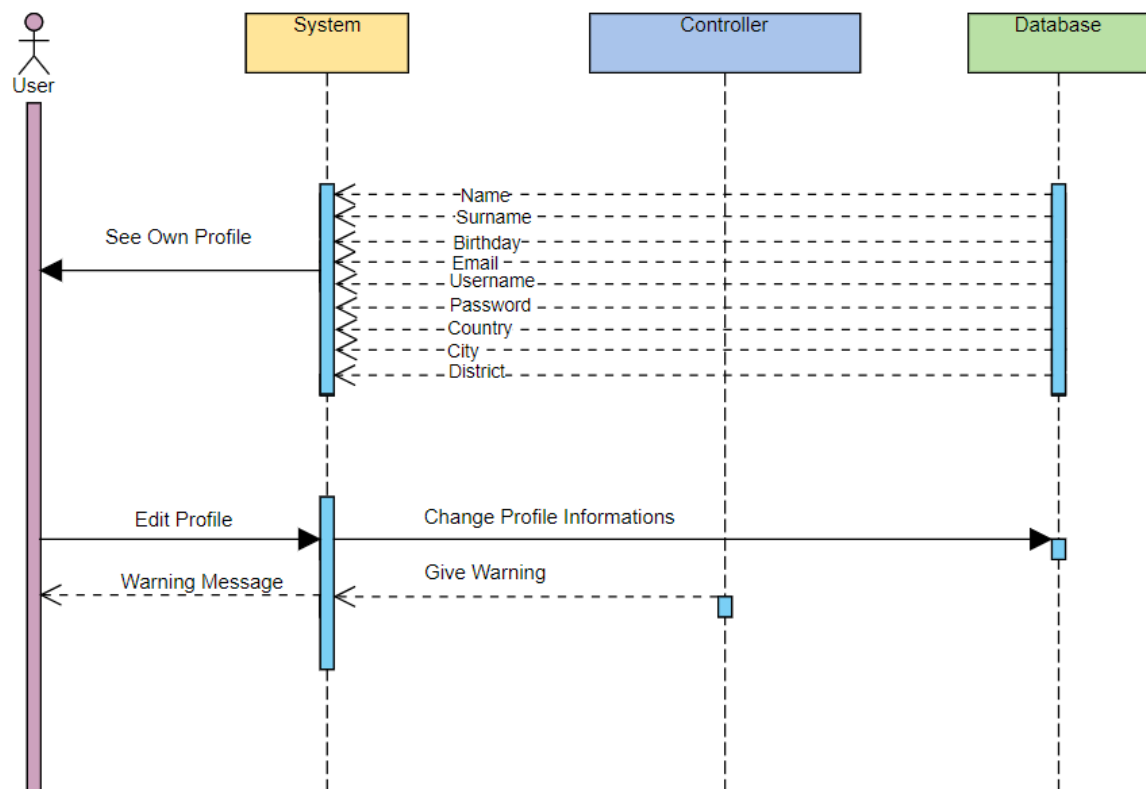 System
Controller
Database
User
Name
Surname
See Own Profile
Birthday
Email
Username
Password
Country
City
District
Edit Profile
Change Profile Informations
Warning Message
Give Warning